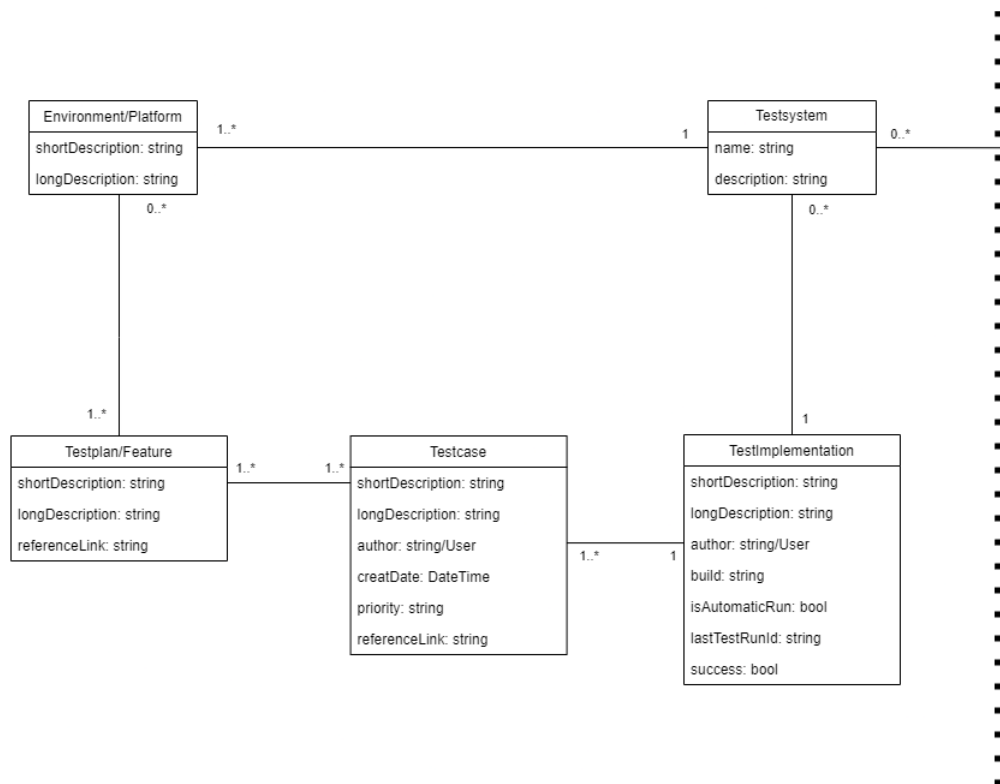 Environment/Platform
shortDescription: string
longDescription: string
1..*
1
Testsystem
name: string
description: string
0..*
0..*
0..*
1..*
1
Testplan/Feature
shortDescription: string
longDescription: string
referenceLink: string
1..*
1..*
Testcase
shortDescription: string
longDescription: string
author: string/User
creatDate: DateTime
priority: string
referenceLink: string
1..*
1
TestImplementation
shortDescription: string
longDescription: string
author: string/User
build: string
isAutomaticRun: bool
lastTestRunId: string
success: bool